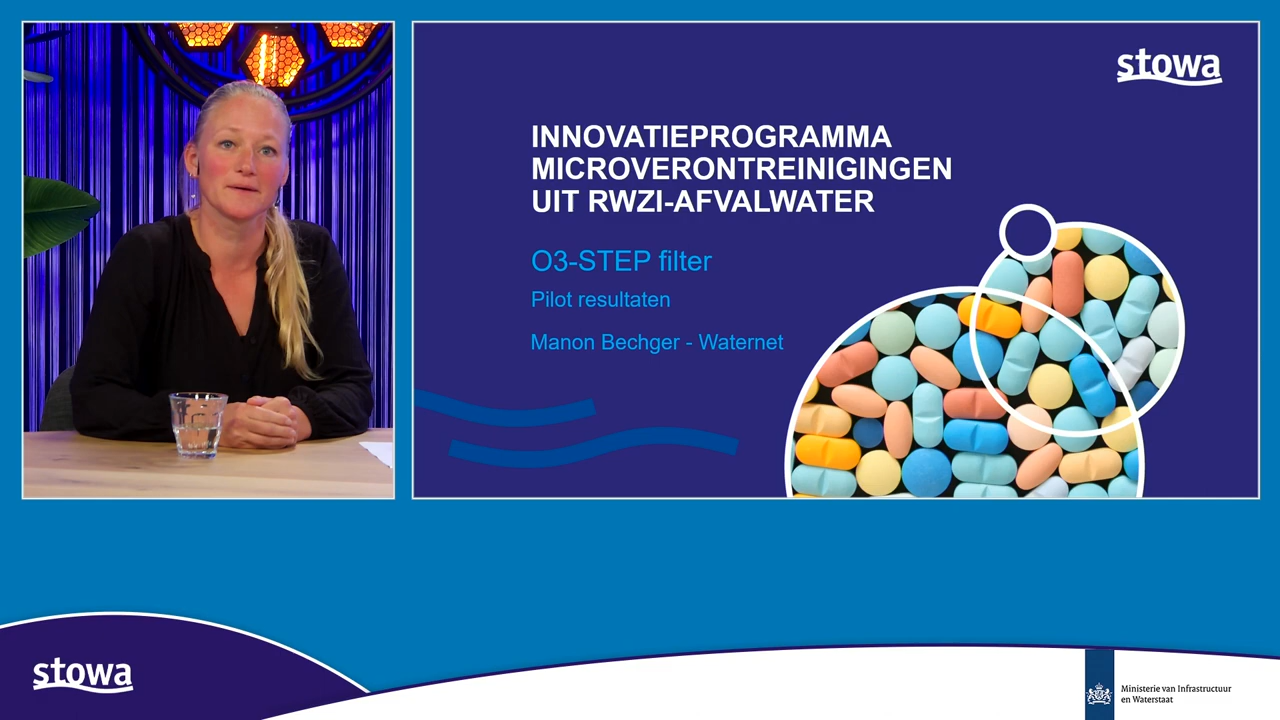 stowa
INNOVATIEPROGRAMMA
MICROVERONTREINIGINGEN
UIT RWZI-AFVALWATER
O3-STEP filter
Pilot resultaten
Manon Bechger - Waternet
stowa
Ministerie van Infrastructuur
en Waterstaat